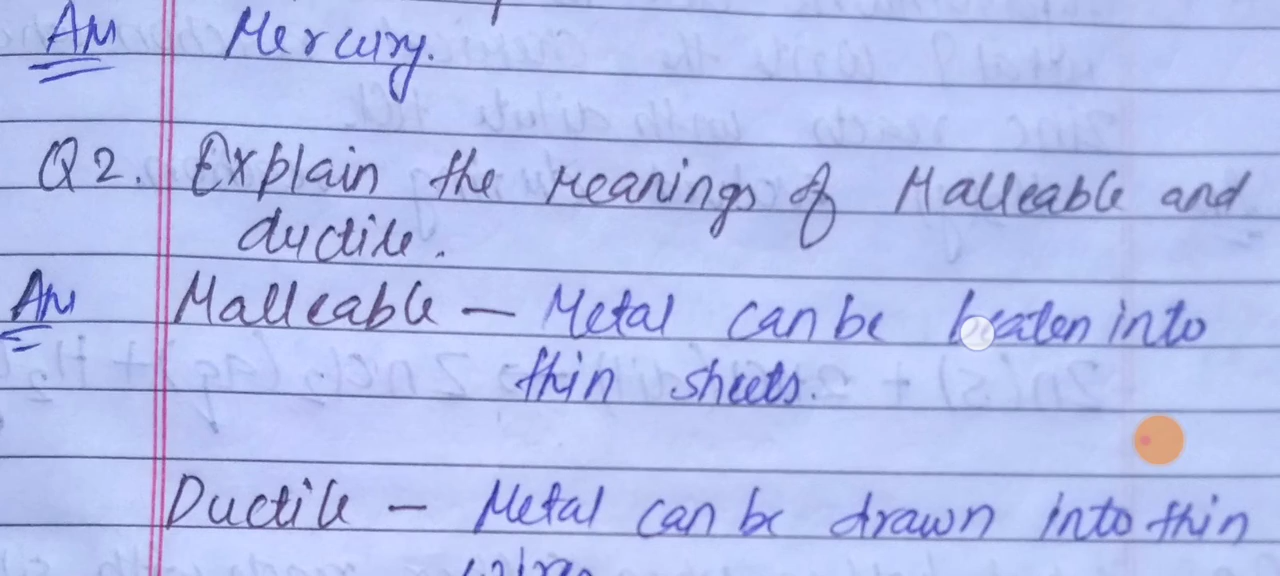 Ans Mercury.
Q2. Explain the meanings of Malleable and
ductile.
Ans Malleable — Metal can be beaten into
thin sheets.
Ductile — Metal can be drawn into thin